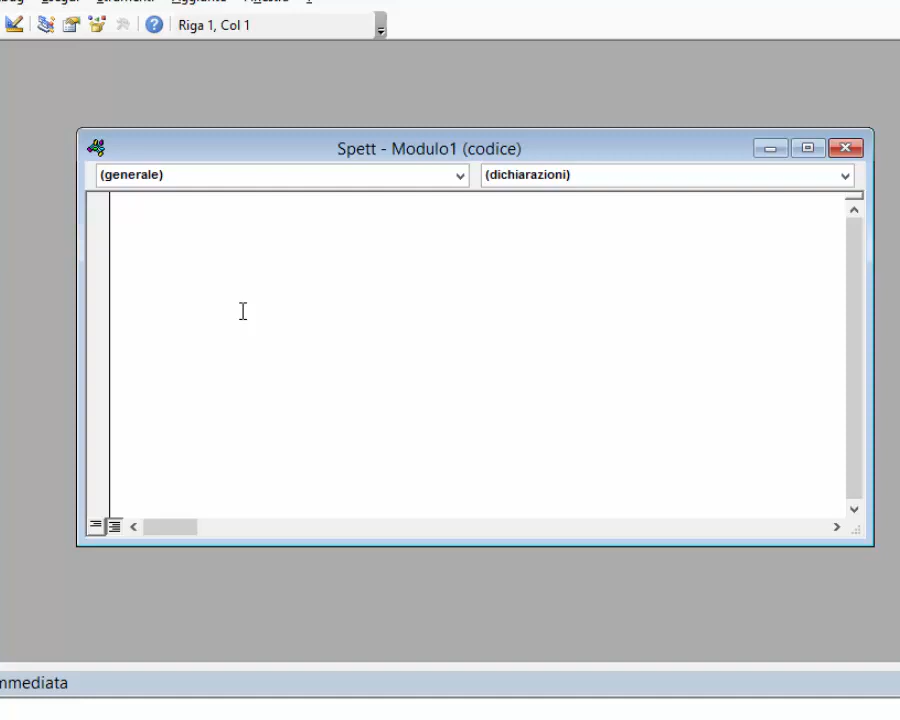 Riga 1, Col 1
Spett - Modulo1 (codice)
(generale)
(dichiarazioni)
mmediata